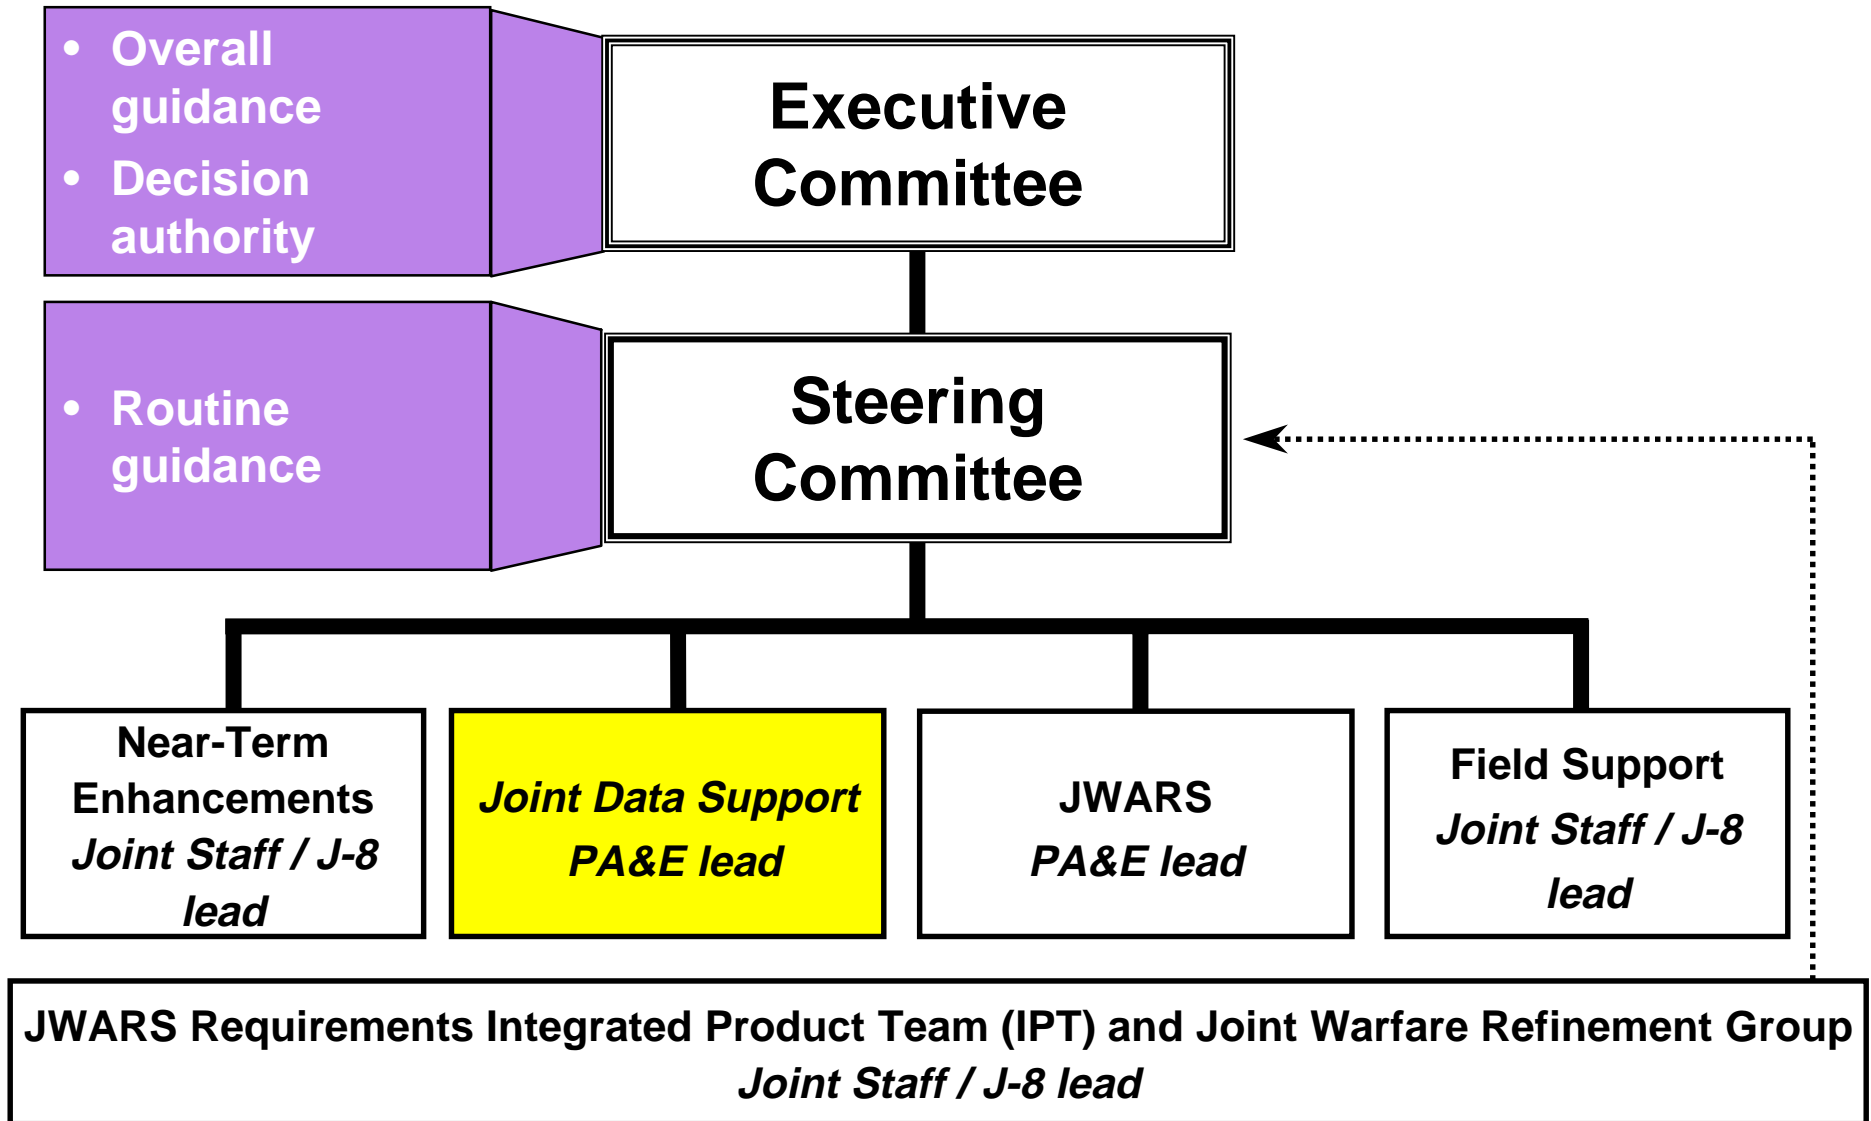 • Overall
guidance
• Decision
authority
Executive
Committee
• Routine
guidance
Steering
Committee
Near-Term
Enhancements
Joint Staff / J-8
lead
Joint Data Support
PA&E lead
JWARS
PA&E lead
Field Support
Joint Staff / J-8
lead
JWARS Requirements Integrated Product Team (IPT) and Joint Warfare Refinement Group
Joint Staff / J-8 lead